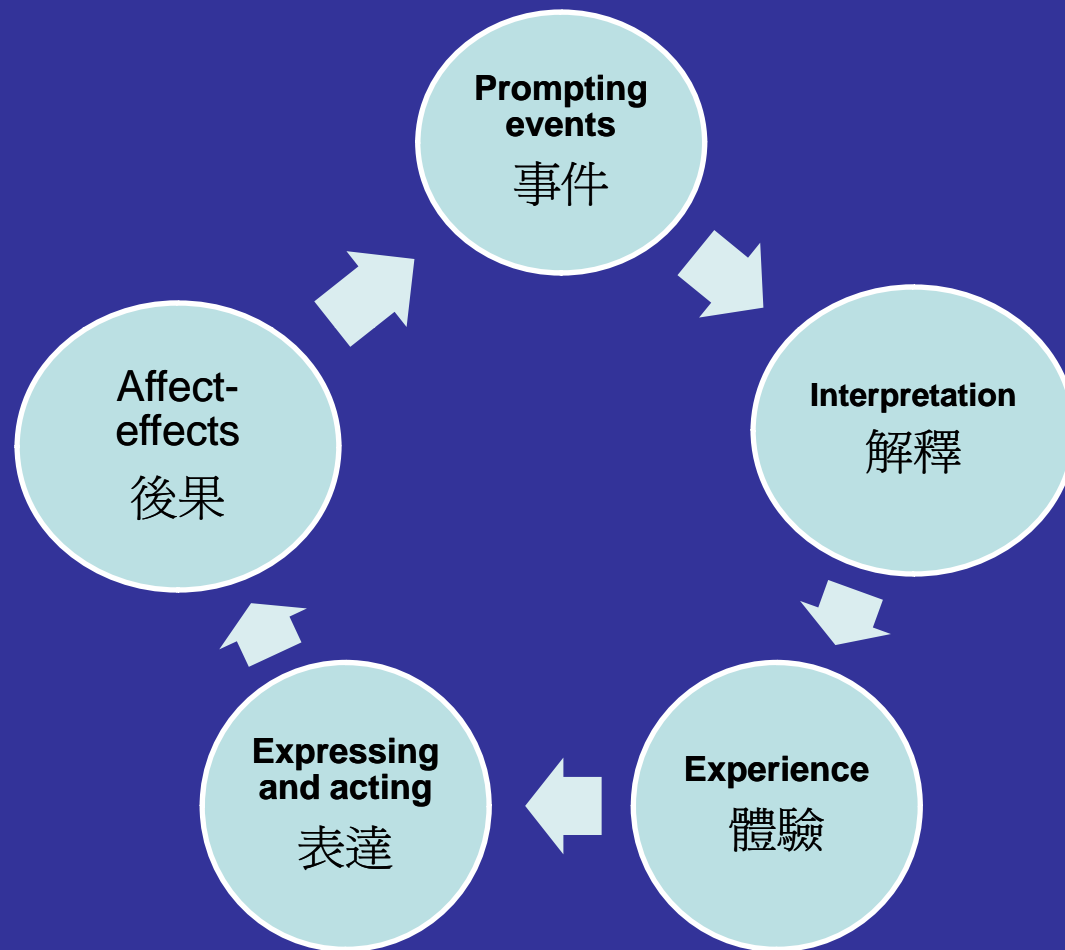 Prompting
events
事件
Interpretation
解釋
Experience
體驗
Expressing
and acting
表達
Affect-
effects
後果